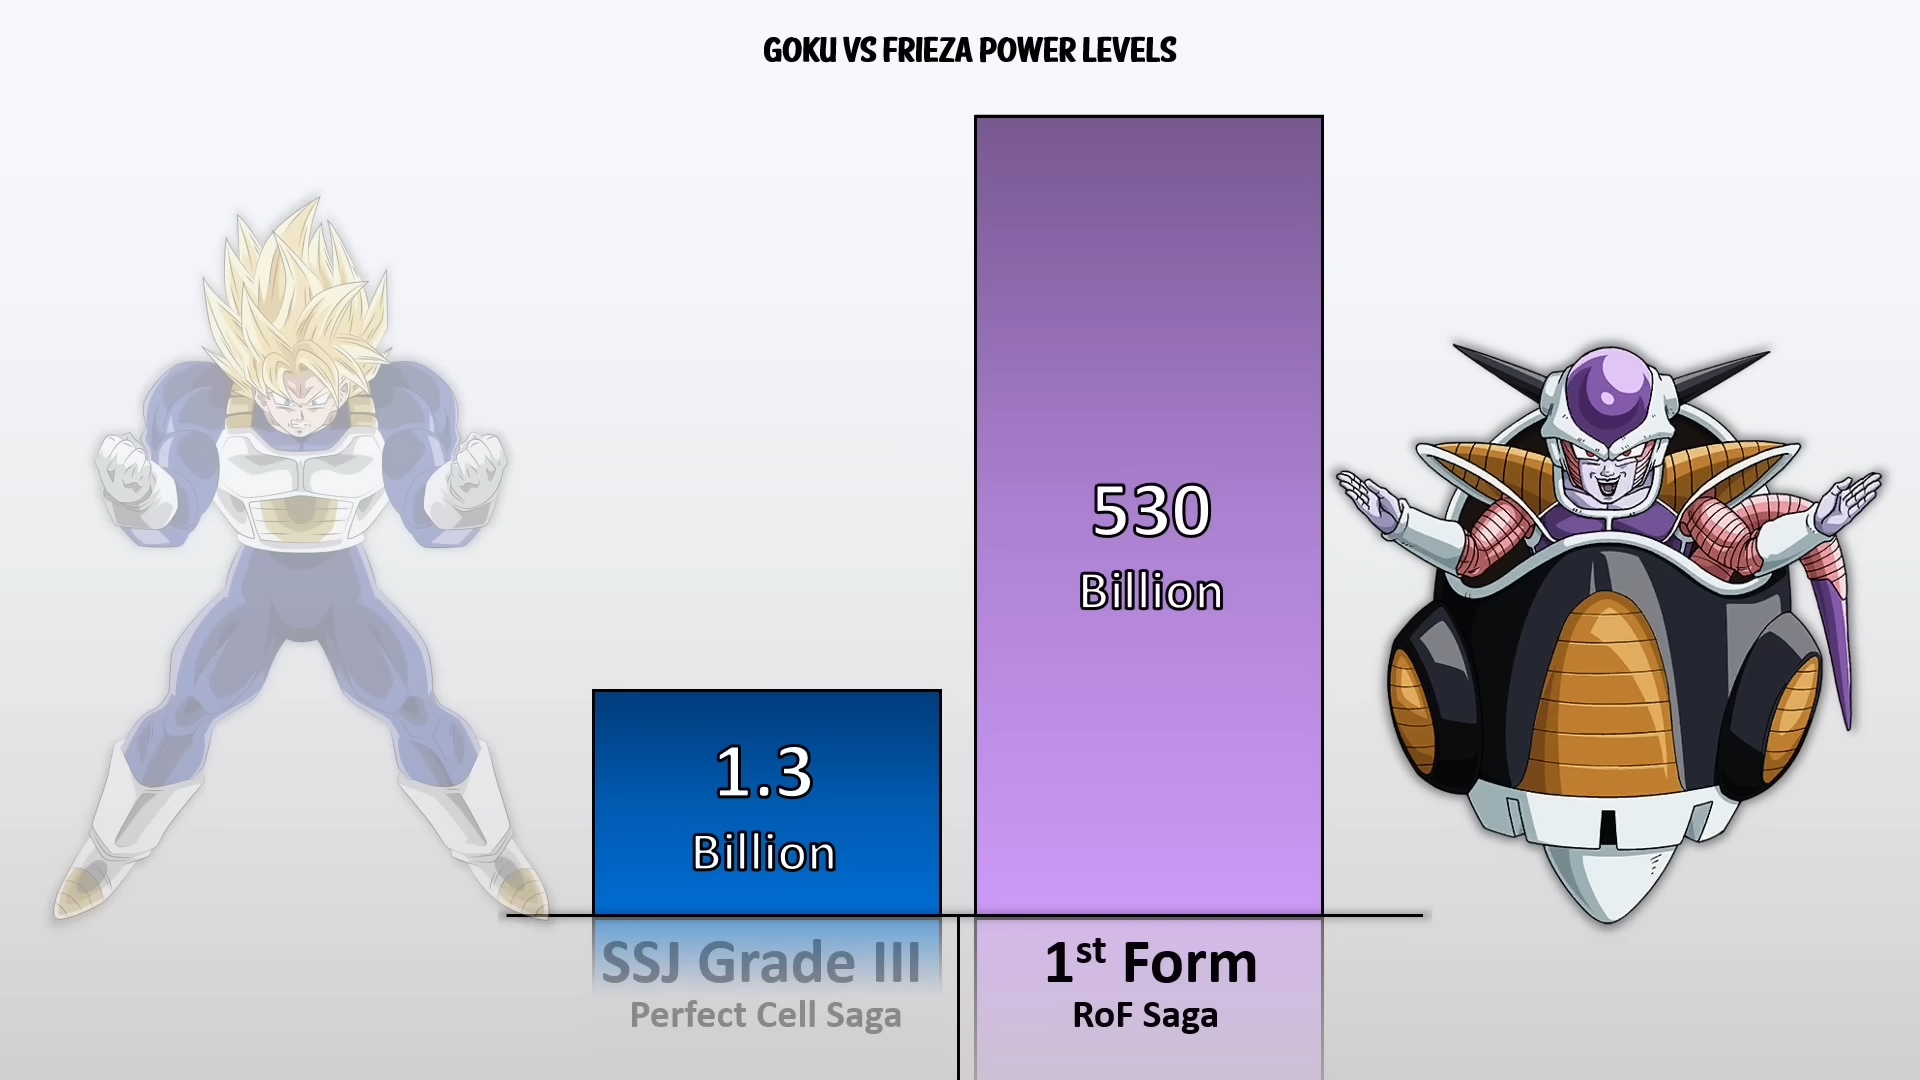 GOKU VS FRIEZA POWER LEVELS
530
Billion
1.3
Billion
SSJ Grade III
Perfect Cell Saga
1st Form
RoF Saga